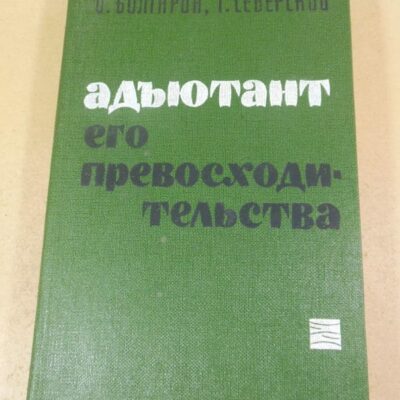 И. БОЛГАРИН, Г. СЕВЕРСКИЙ
адъютант
его
превосходи-
тельства